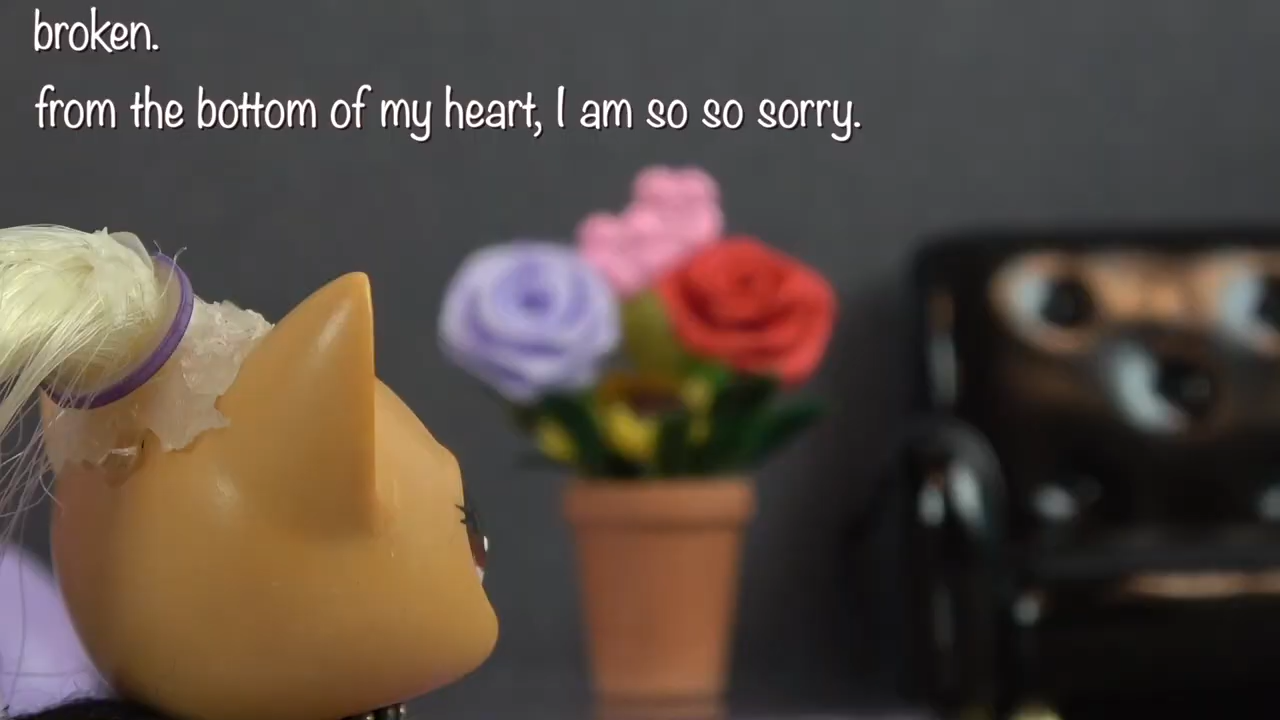 broken.
from the bottom of my heart, I am so so sorry.